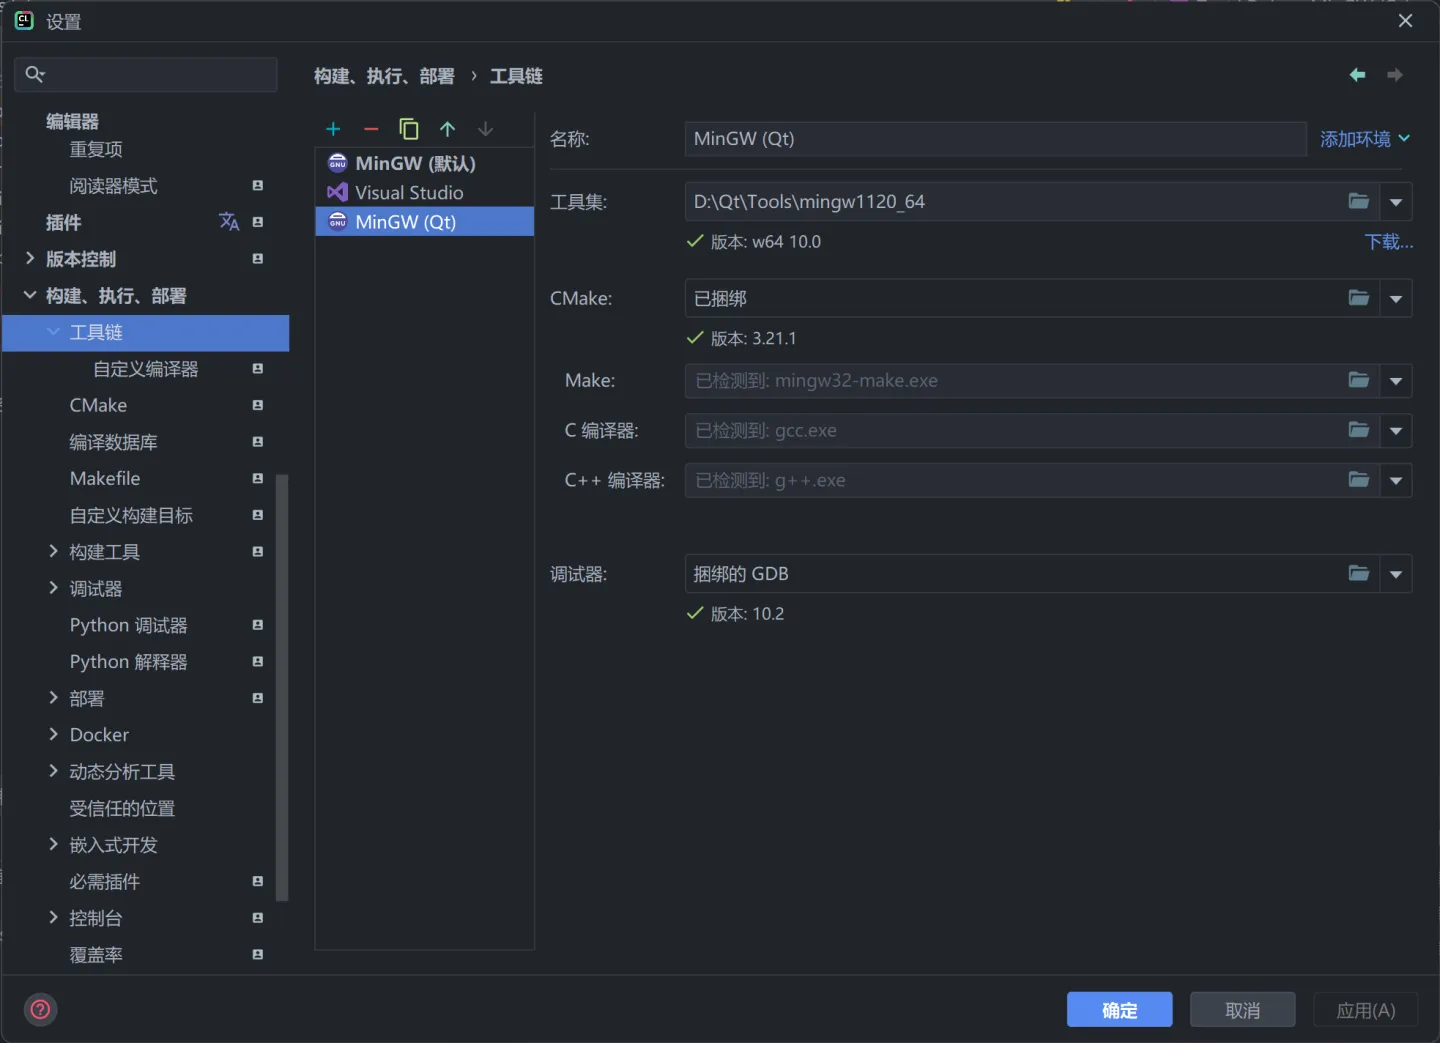 设置
编辑器
重复项
阅读器模式
插件
版本控制
构建、执行、部署
工具链
自定义编译器
CMake
编译数据库
Makefile
自定义构建目标
构建工具
调试器
Python 调试器
Python 解释器
部署
Docker
动态分析工具
受信任的位置
嵌入式开发
必需插件
控制台
覆盖率
构建、执行、部署 › 工具链
MinGW (默认)
Visual Studio
MinGW (Qt)
名称: MinGW (Qt) 添加环境
工具集: D:\Qt\Tools\mingw1120_64
版本: w64 10.0 下载...
CMake: 已捆绑
版本: 3.21.1
Make: 已检测到: mingw32-make.exe
C 编译器: 已检测到: gcc.exe
C++ 编译器: 已检测到: g++.exe
调试器: 捆绑的 GDB
版本: 10.2
确定 取消 应用(A)